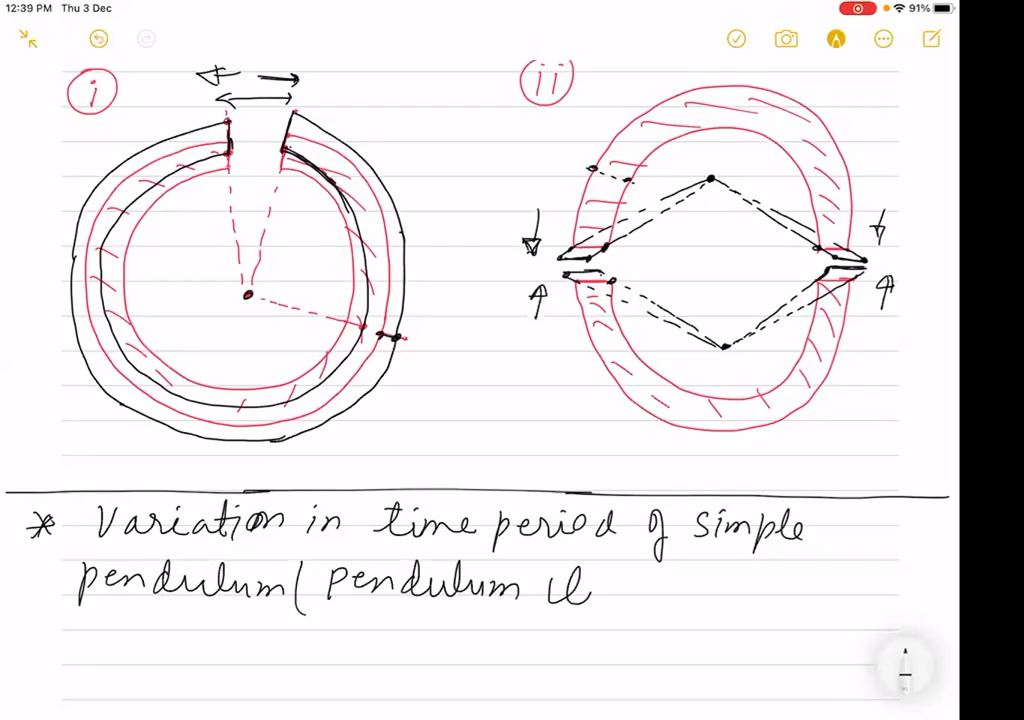 12:39 PM Thu 3 Dec
91%
i
ii
* Variation in time period of simple
pendulum( pendulum